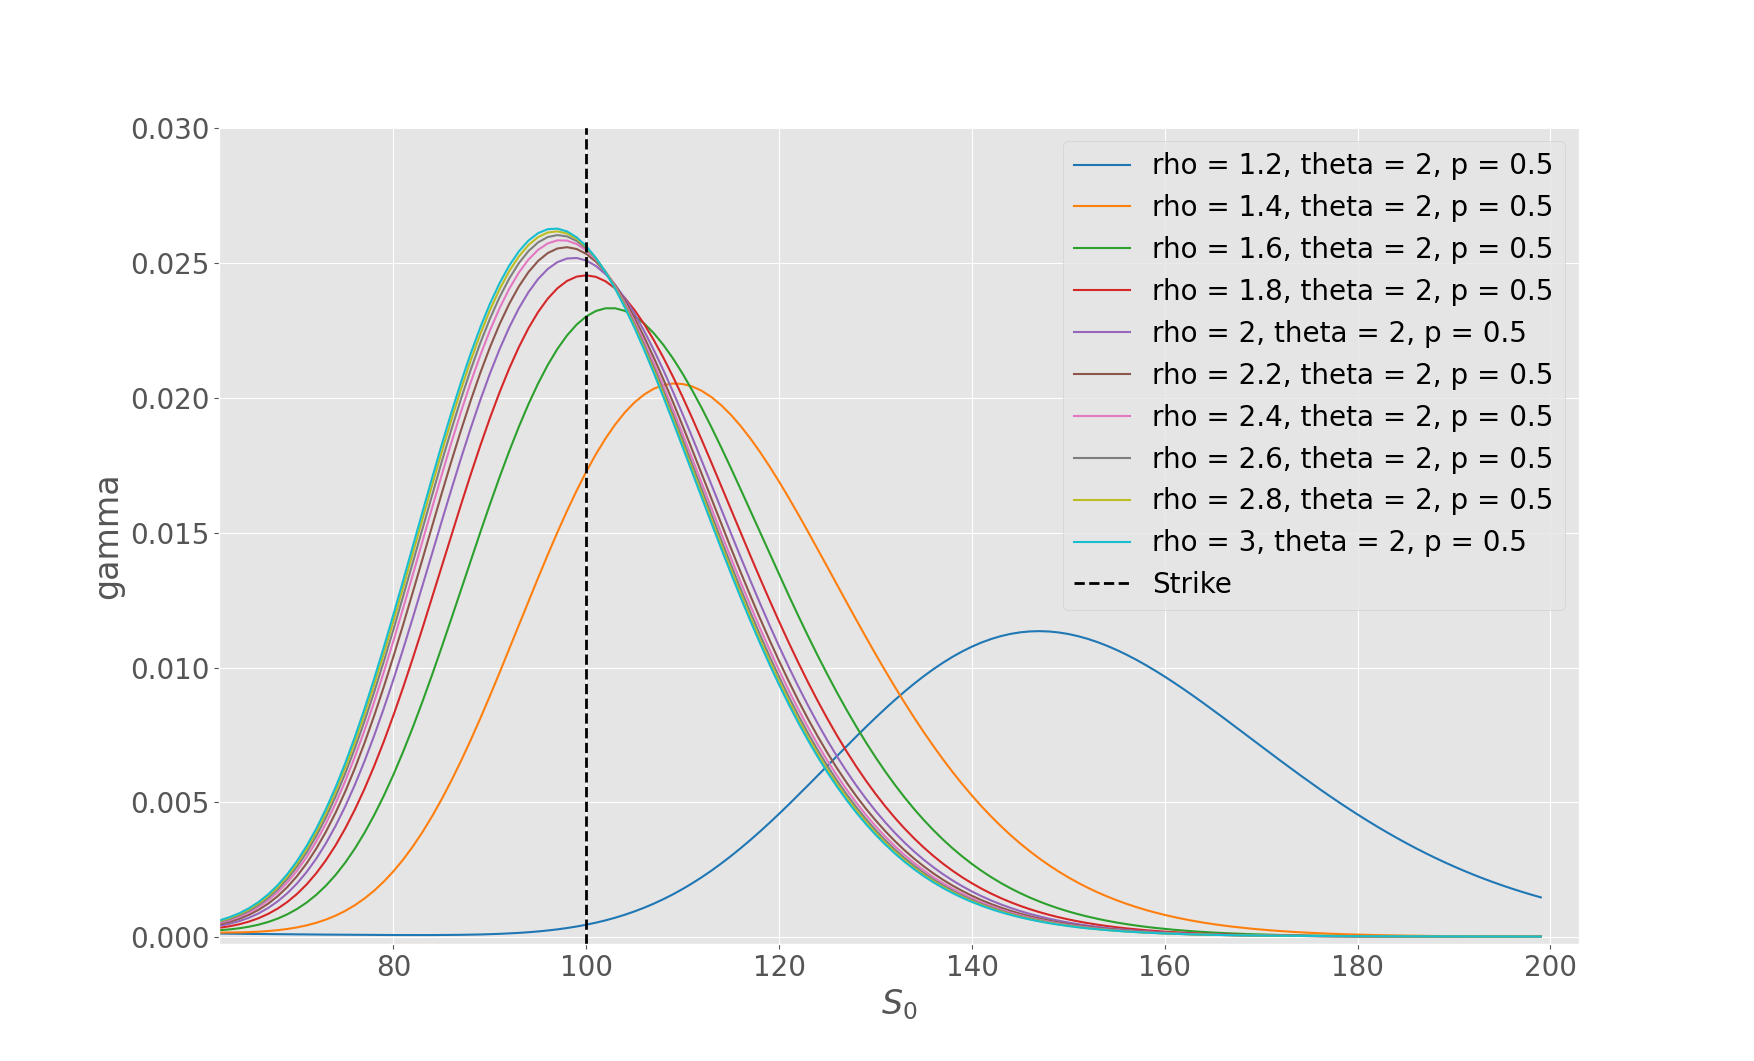 0.030
0.025
0.020
0.015
0.010
0.005
0.000
gamma
80
100
120
140
160
180
200
S₀
rho = 1.2, theta = 2, p = 0.5
rho = 1.4, theta = 2, p = 0.5
rho = 1.6, theta = 2, p = 0.5
rho = 1.8, theta = 2, p = 0.5
rho = 2, theta = 2, p = 0.5
rho = 2.2, theta = 2, p = 0.5
rho = 2.4, theta = 2, p = 0.5
rho = 2.6, theta = 2, p = 0.5
rho = 2.8, theta = 2, p = 0.5
rho = 3, theta = 2, p = 0.5
Strike